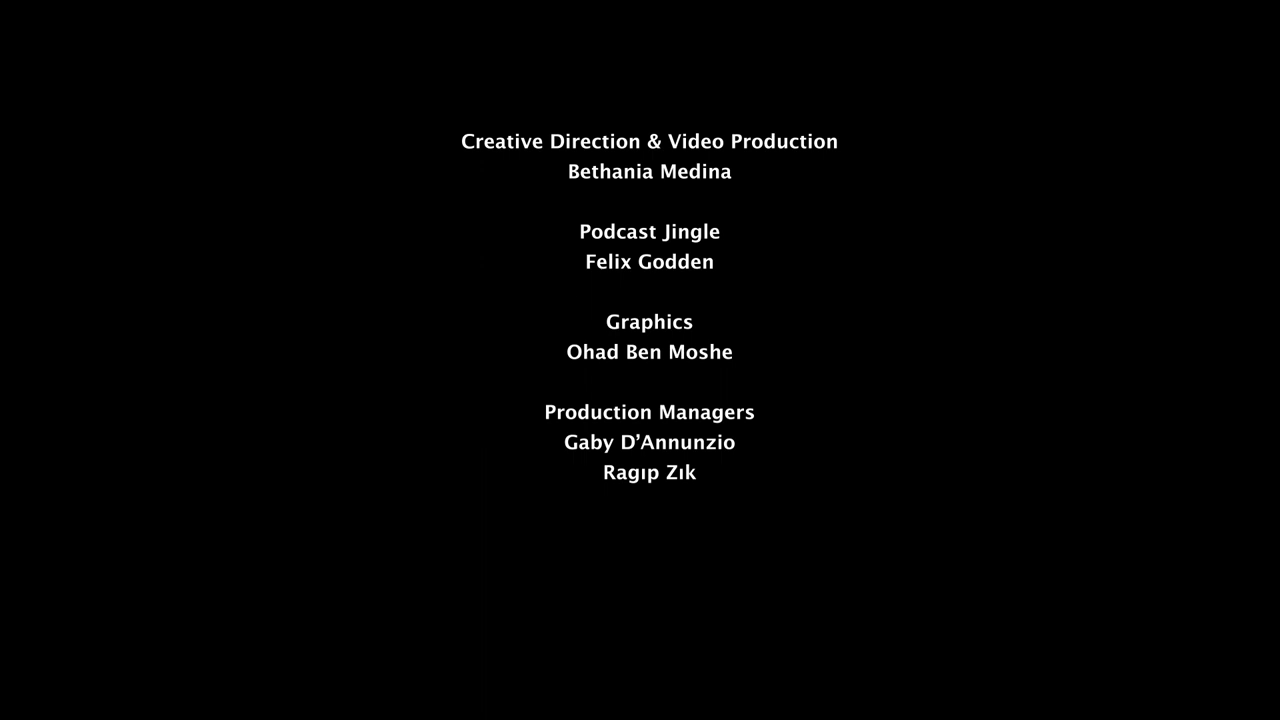 Creative Direction & Video Production
Bethania Medina
Podcast Jingle
Felix Godden
Graphics
Ohad Ben Moshe
Production Managers
Gaby D’Annunzio
Ragıp Zık